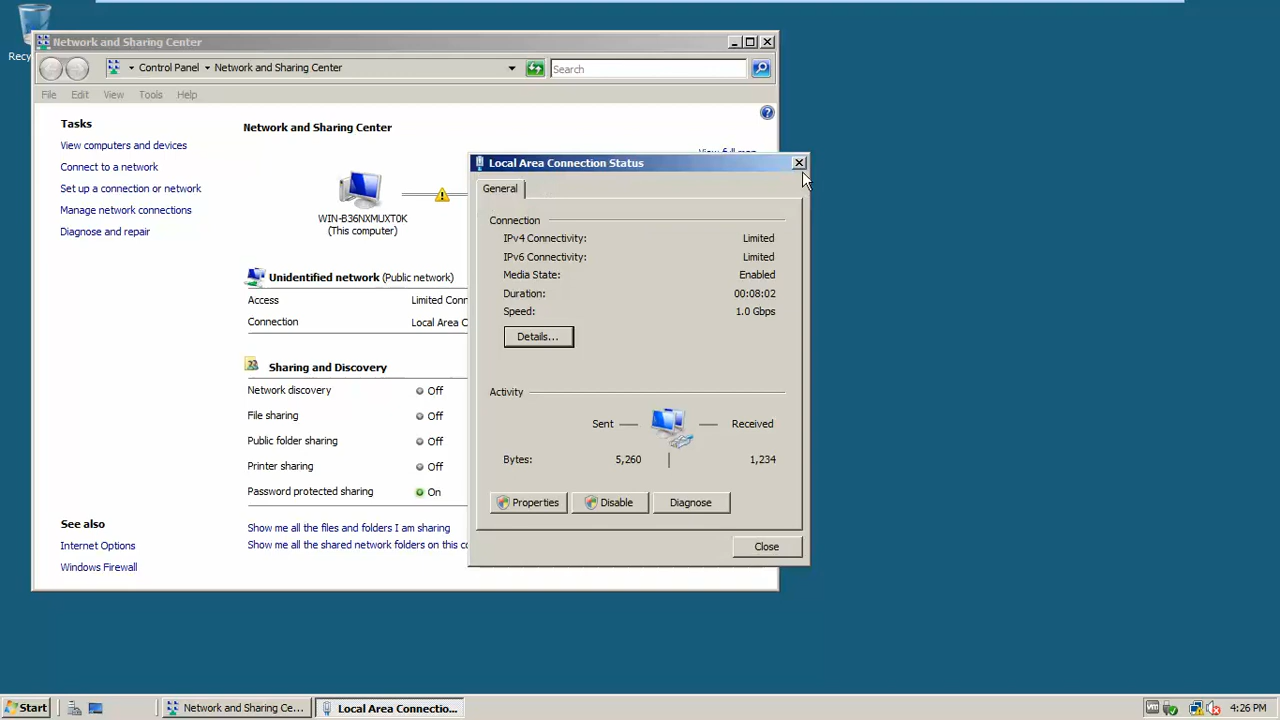 Recy
Network and Sharing Center
Control Panel
Network and Sharing Center
Search
File Edit View Tools Help
Tasks
View computers and devices
Connect to a network
Set up a connection or network
Manage network connections
Diagnose and repair
See also
Internet Options
Windows Firewall
Network and Sharing Center
WIN-B36NXMUXT0K
(This computer)
Unidentified network (Public network)
Access Limited Conn
Connection Local Area C
Sharing and Discovery
Network discovery Off
File sharing Off
Public folder sharing Off
Printer sharing Off
Password protected sharing On
Show me all the files and folders I am sharing
Show me all the shared network folders on this co
Local Area Connection Status
General
Connection
IPv4 Connectivity: Limited
IPv6 Connectivity: Limited
Media State: Enabled
Duration: 00:08:02
Speed: 1.0 Gbps
Details...
Activity
Sent Received
Bytes: 5,260 1,234
Properties Disable Diagnose
Close
Start
Network and Sharing Ce...
Local Area Connectio...
4:26 PM